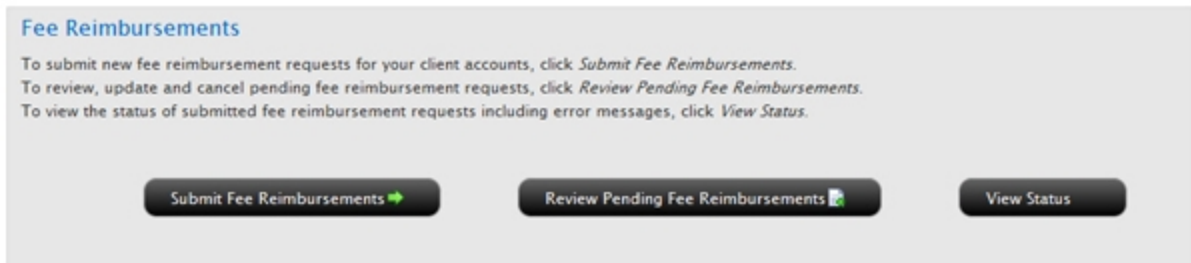 Fee Reimbursements
To submit new fee reimbursement requests for your client accounts, click Submit Fee Reimbursements.
To review, update and cancel pending fee reimbursement requests, click Review Pending Fee Reimbursements.
To view the status of submitted fee reimbursement requests including error messages, click View Status.
Submit Fee Reimbursements
Review Pending Fee Reimbursements
View Status